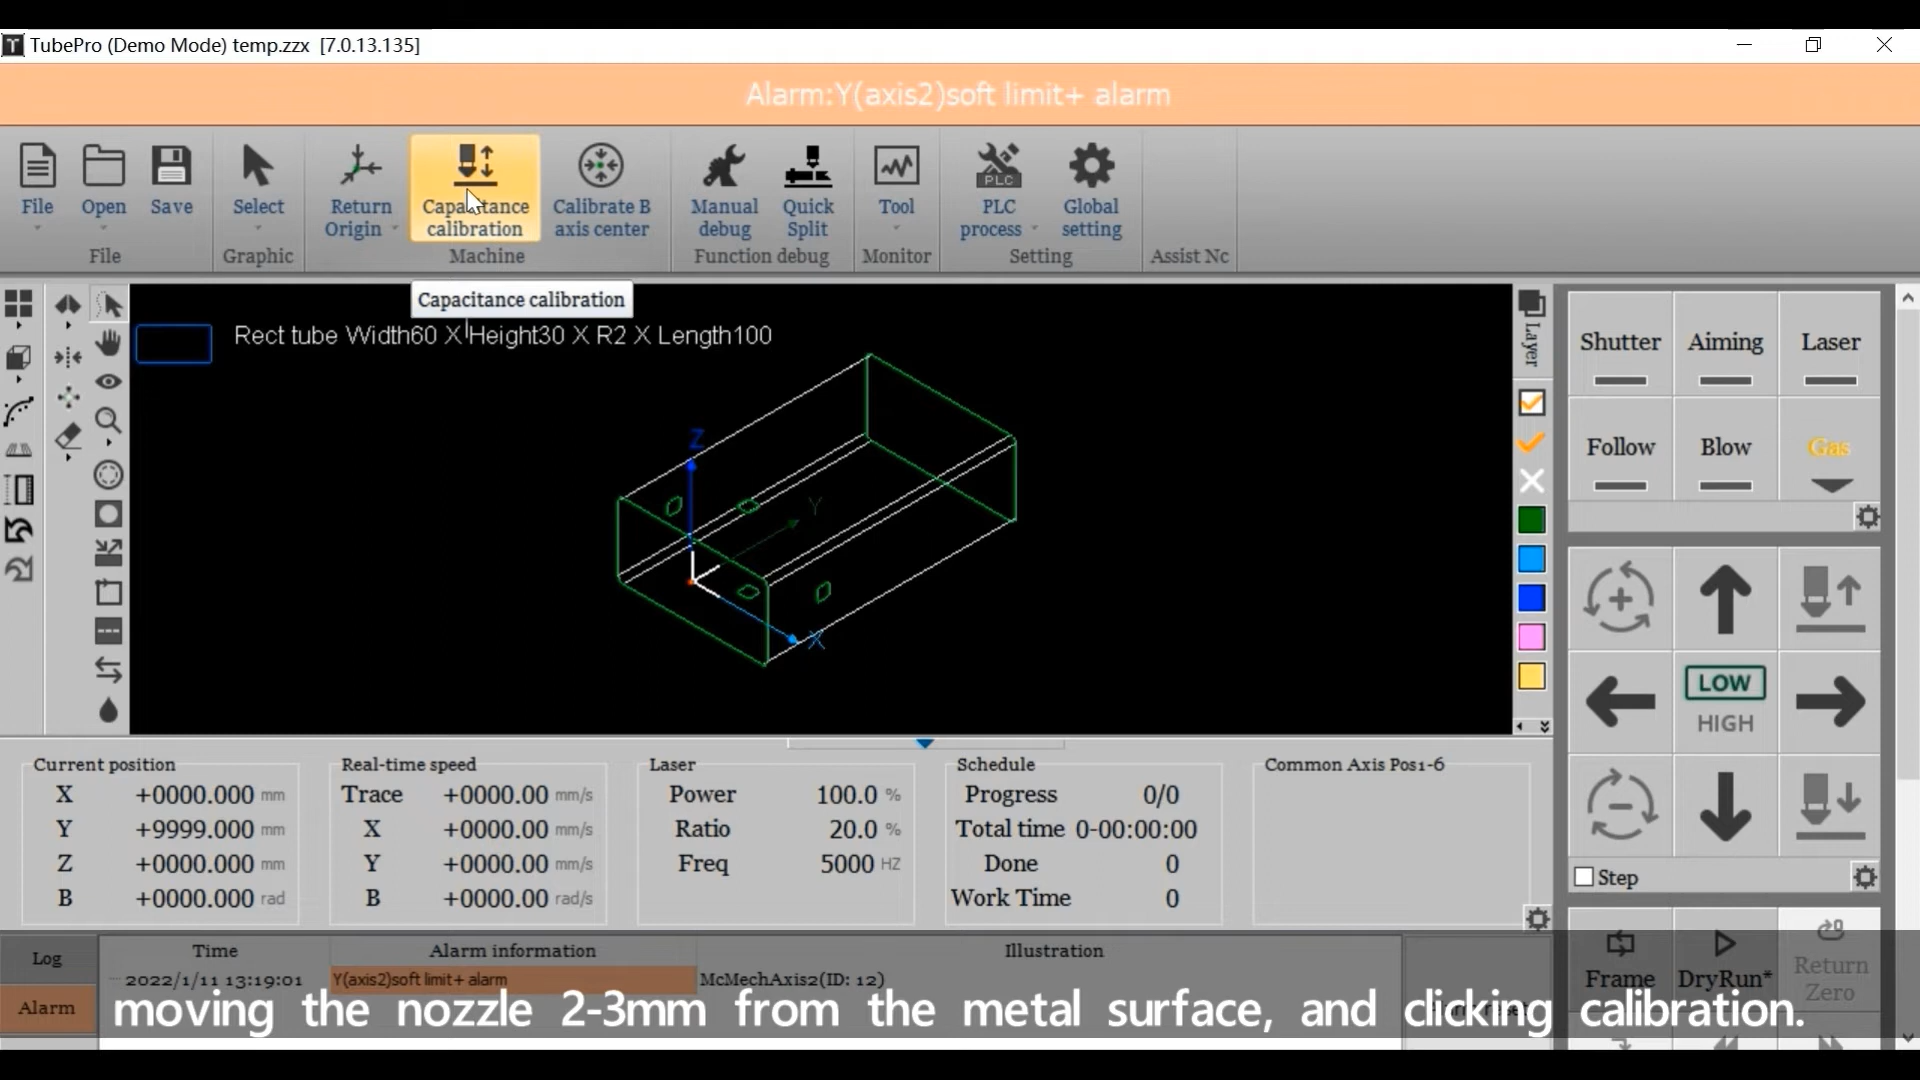 TubePro (Demo Mode) temp.zzx [7.0.13.135]
Alarm:Y(axis2)soft limit+ alarm
File
Open
Save
Select
Return
Origin
Capacitance
calibration
Calibrate B
axis center
Manual
debug
Quick
Split
Tool
PLC
PLC
process
Global
setting
File
Graphic
Machine
Function debug
Monitor
Setting
Assist Nc
Capacitance calibration
Rect tube Width60 X Height30 X R2 X Length100
Z
Y
X
Layer
Shutter
Aiming
Laser
Follow
Blow
Gas
LOW
HIGH
Step
Current position
X +0000.000 mm
Y +9999.000 mm
Z +0000.000 mm
B +0000.000 rad
Real-time speed
Trace +0000.00 mm/s
X +0000.00 mm/s
Y +0000.00 mm/s
B +0000.00 rad/s
Laser
Power 100.0 %
Ratio 20.0 %
Freq 5000 HZ
Schedule
Progress 0/0
Total time 0-00:00:00
Done 0
Work Time 0
Common Axis Pos1-6
Frame
DryRun*
Return
Zero
Log
Alarm
Time Alarm information Illustration
2022/1/11 13:19:01 Y(axis2)soft limit+ alarm McMechAxis2(ID: 12)
moving the nozzle 2-3mm from the metal surface, and clicking calibration.